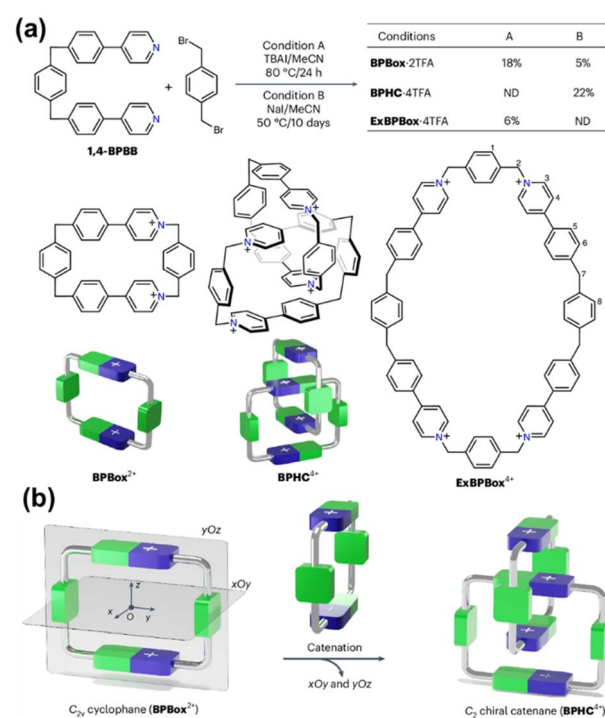 (a)
Br
Br
N
N
1,4-BPBB
+
Condition A
TBAI/MeCN
80 °C/24 h
Condition B
NaI/MeCN
50 °C/10 days
Conditions A B
BPBox·2TFA 18% 5%
BPHC·4TFA ND 22%
ExBPBox·4TFA 6% ND
N+
N+
N+
N+
N+
N+
1 2 3 4 5 6 7 8
N+
N+
N+
N+
+
+
+
+
+
BPBox2+
BPHC4+
ExBPBox4+
(b)
yOz
xOy
z
x O y
+
+
C2v cyclophane (BPBox2+)
Catenation
xOy and yOz
+
+
C2 chiral catenane (BPHC4+)